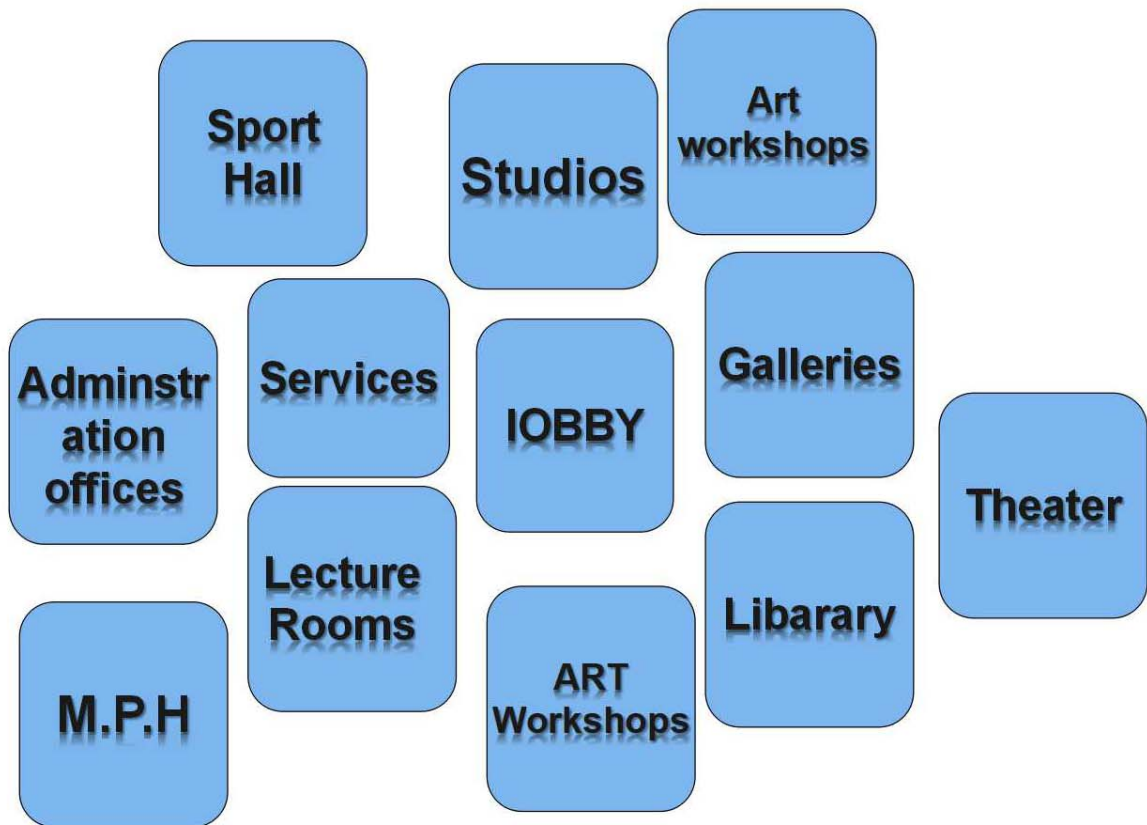 Sport
Hall
Studios
Art
workshops
Adminstr
ation
offices
Services
IOBBY
Galleries
Theater
Lecture
Rooms
Libarary
M.P.H
ART
Workshops